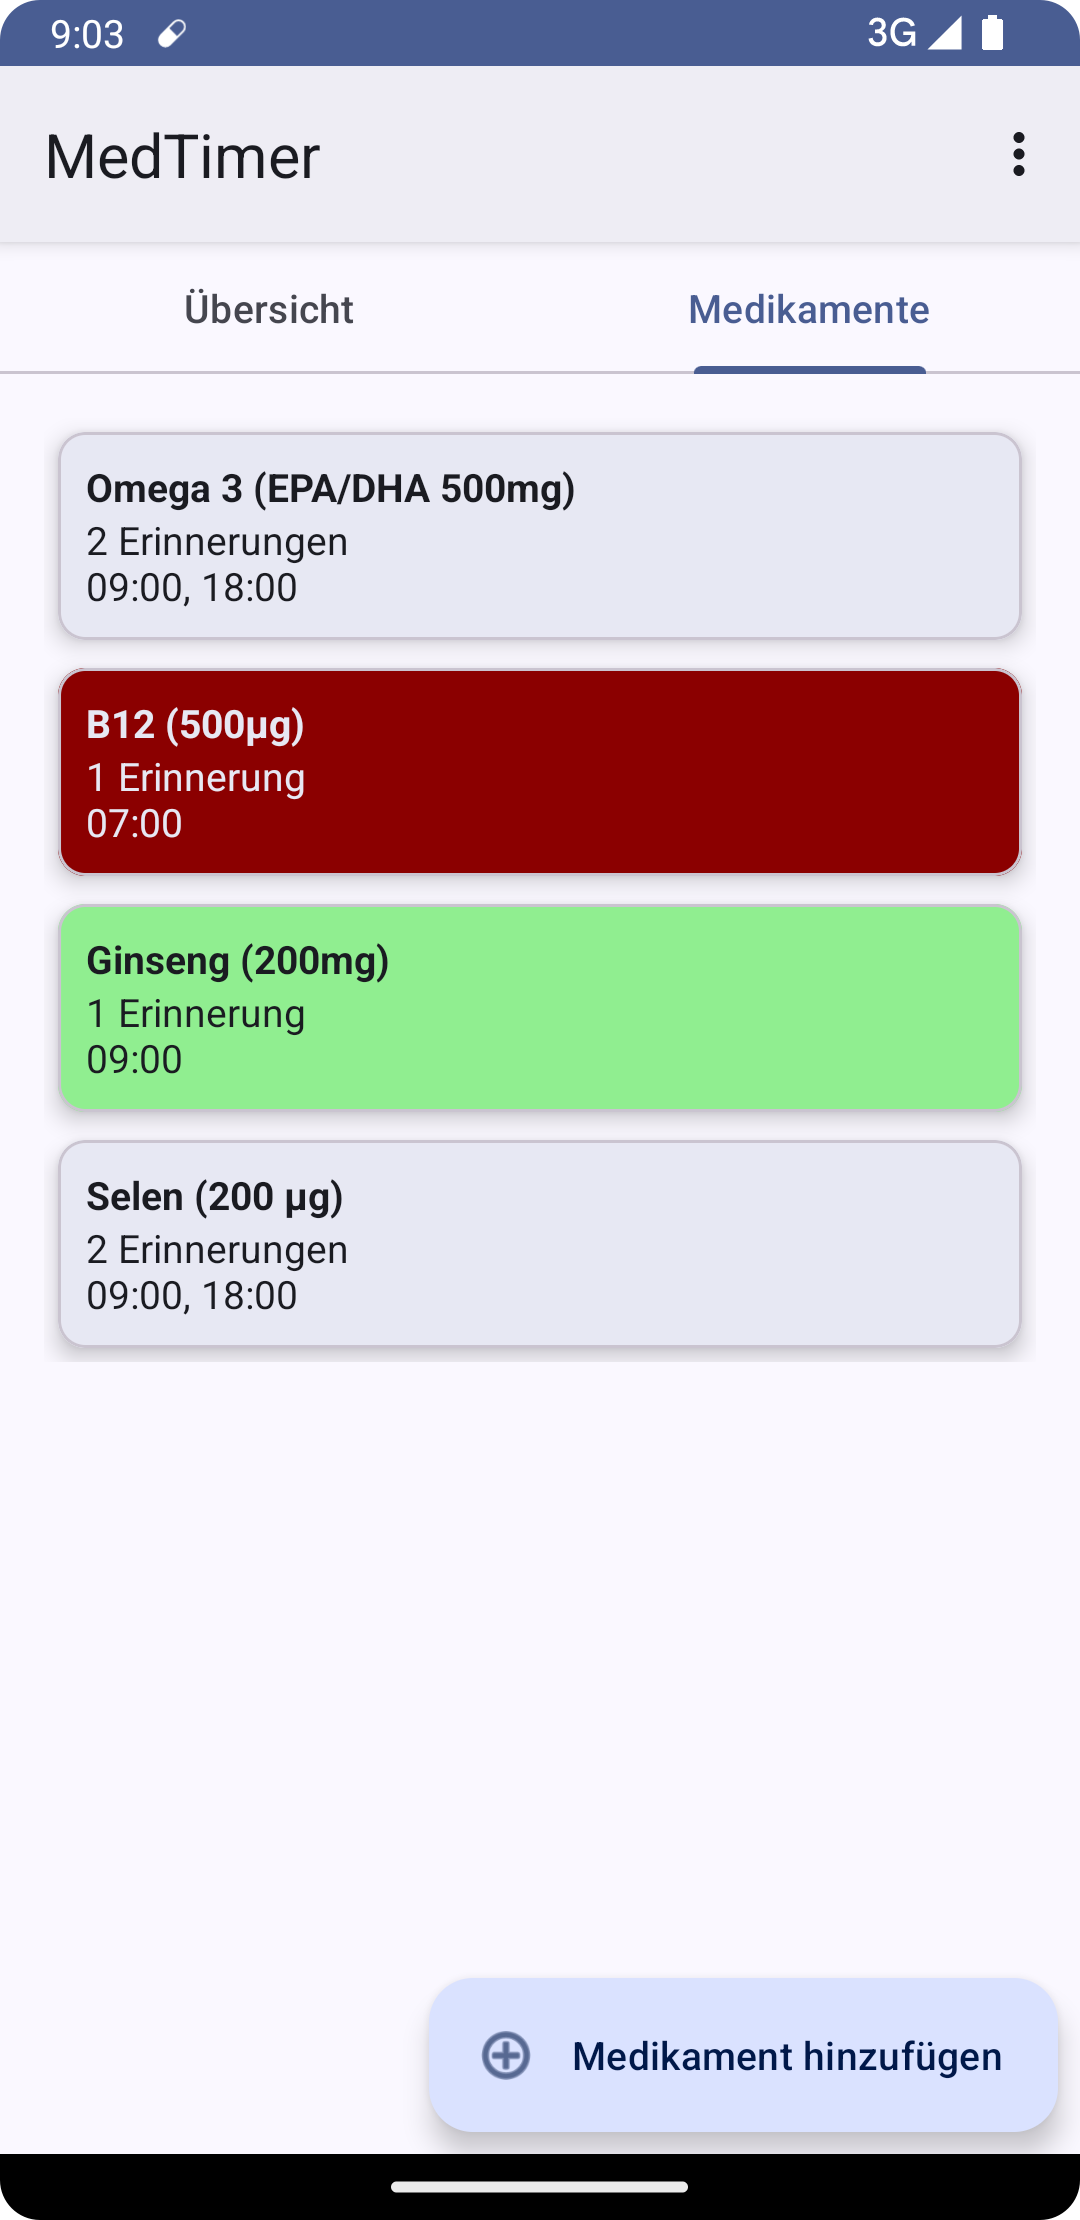 9:03
3G
MedTimer
Übersicht
Medikamente
Omega 3 (EPA/DHA 500mg)
2 Erinnerungen
09:00, 18:00
B12 (500µg)
1 Erinnerung
07:00
Ginseng (200mg)
1 Erinnerung
09:00
Selen (200 µg)
2 Erinnerungen
09:00, 18:00
Medikament hinzufügen